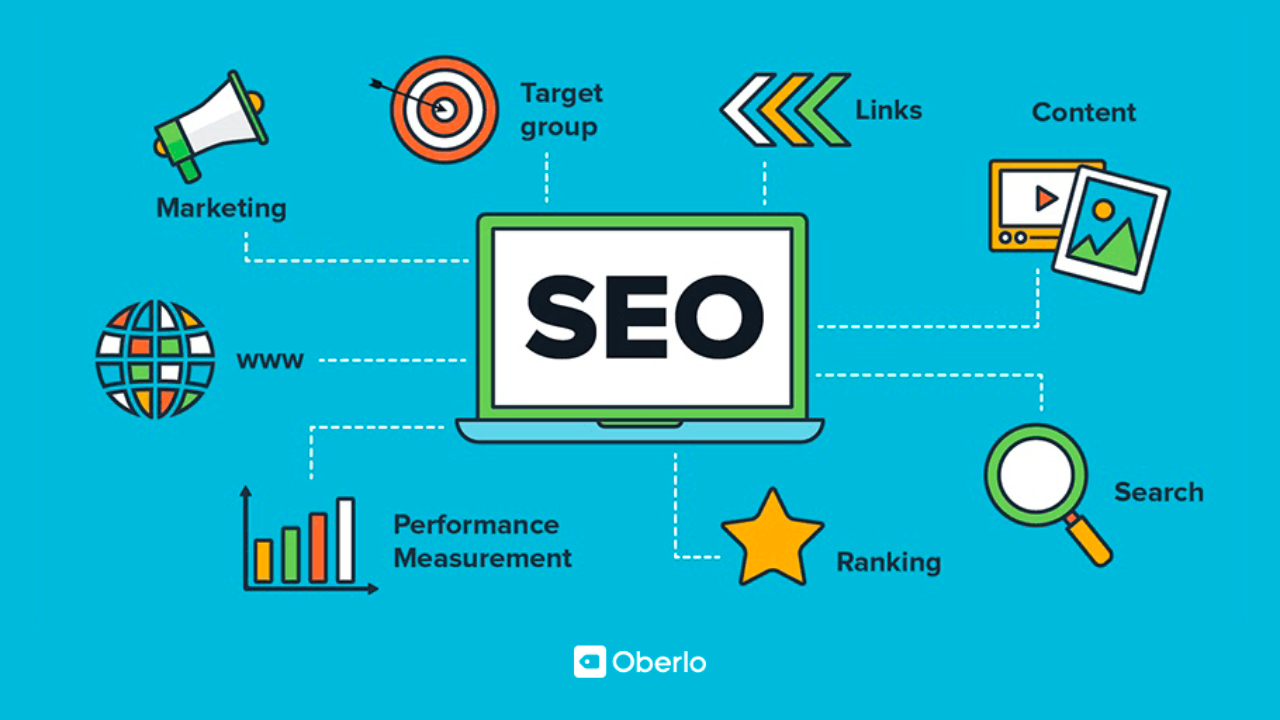 Target
group
Links
Content
Marketing
SEO
www
Performance
Measurement
Ranking
Search
Oberlo